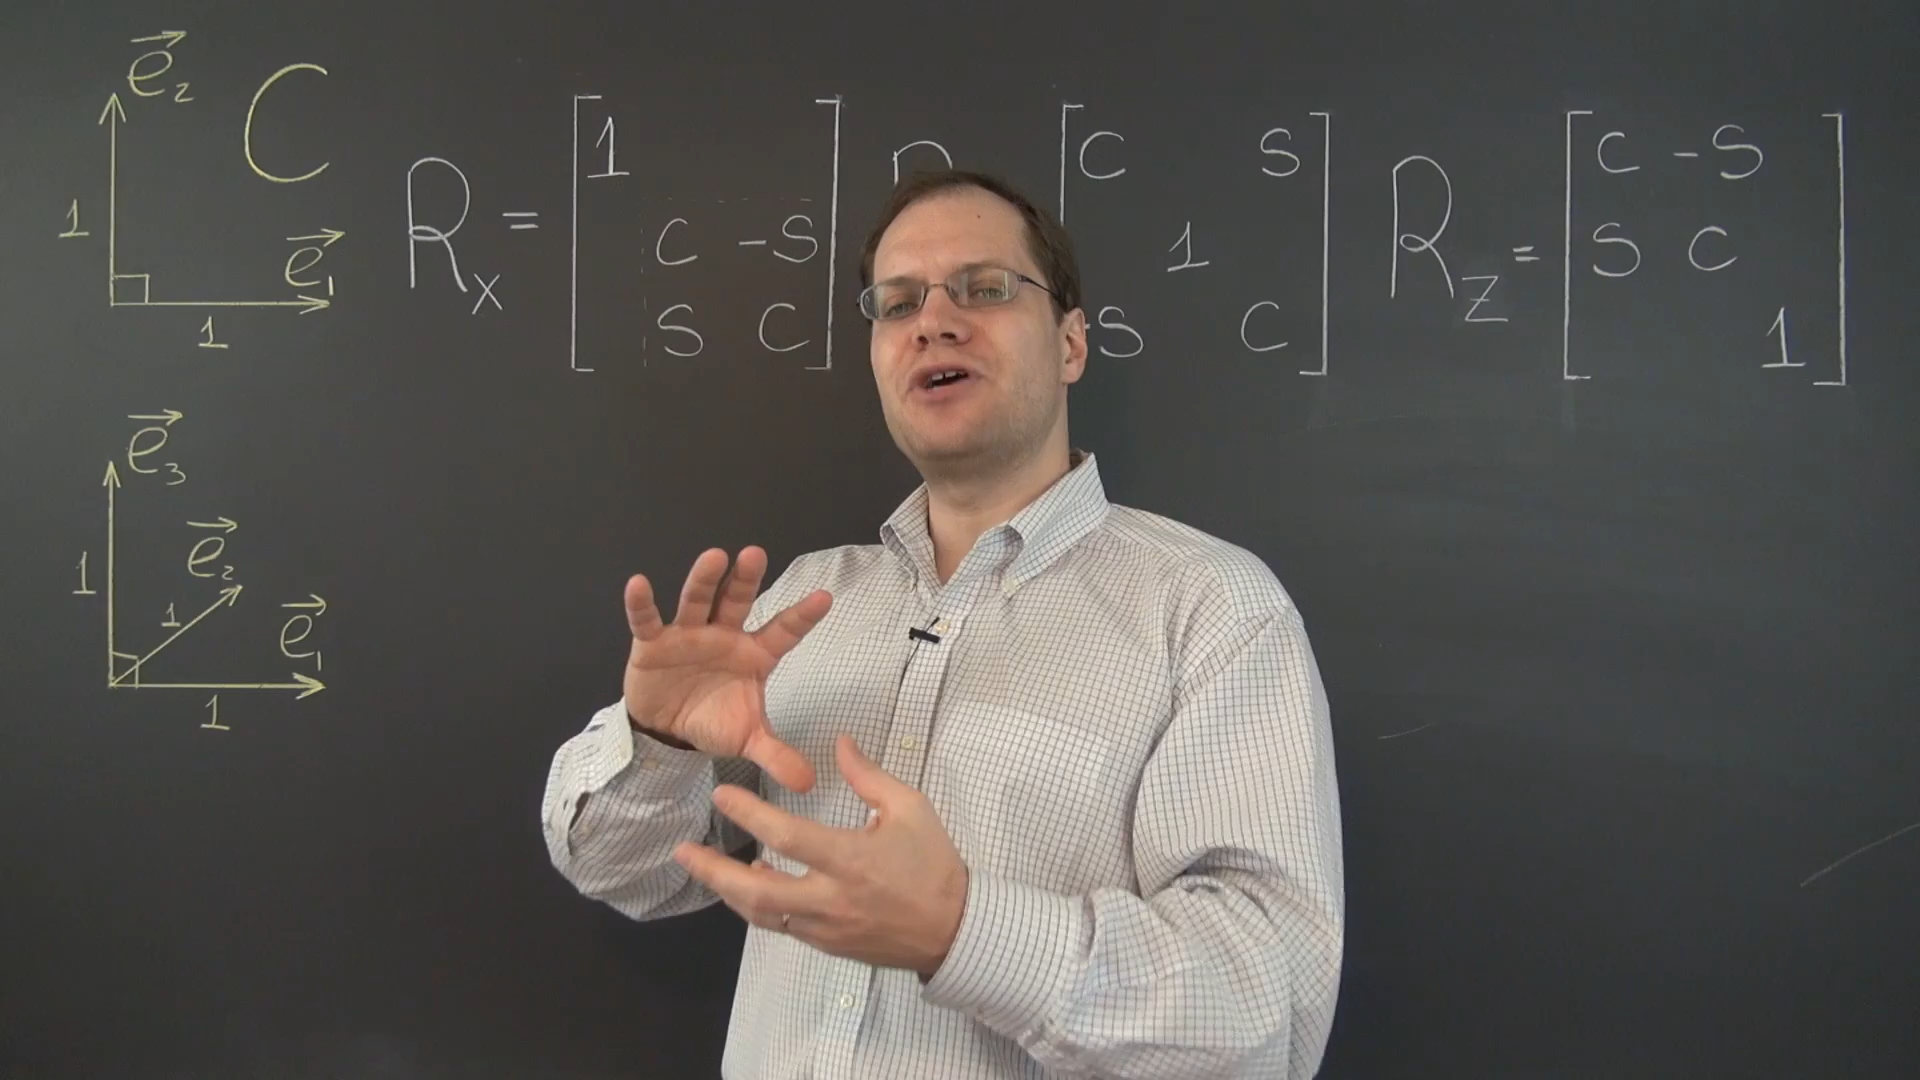 e₂ C
1
e₁
1
e₃
e₂
1
1
e₁
1
Rₓ = [1
C -S
S C]
[C S
1
-S C]
R_z = [C -S
S C
1]